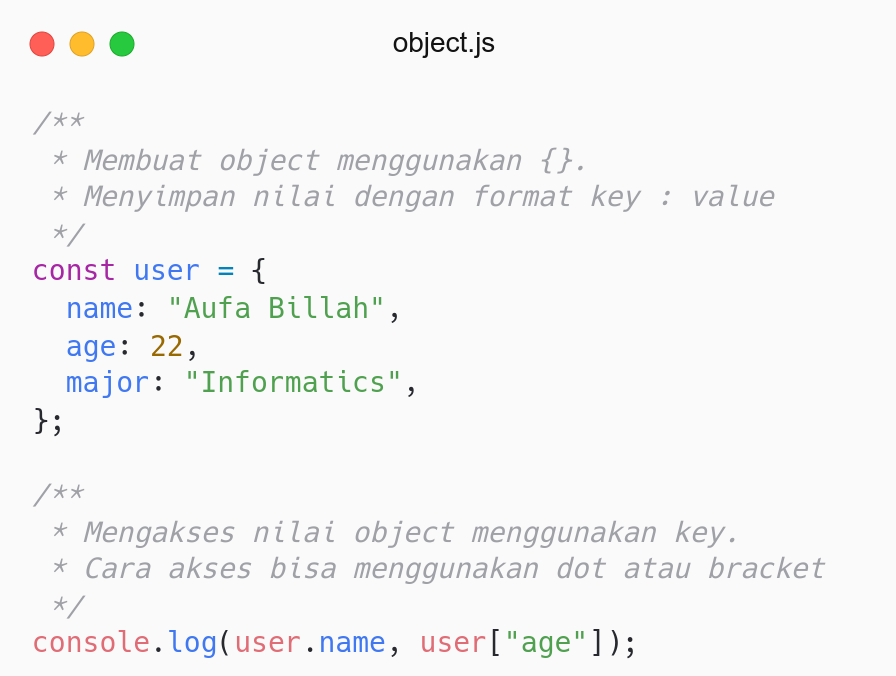 object.js
/**
 * Membuat object menggunakan {}.
 * Menyimpan nilai dengan format key : value
 */
const user = {
  name: "Aufa Billah",
  age: 22,
  major: "Informatics",
};
/**
 * Mengakses nilai object menggunakan key.
 * Cara akses bisa menggunakan dot atau bracket
 */
console.log(user.name, user["age"]);